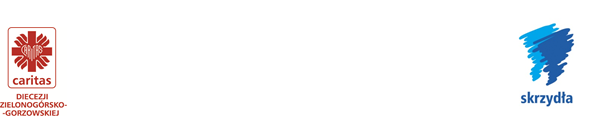 caritas
DIECEZJI
ZIELONOGÓRSKO-
-GORZOWSKIEJ
skrzydła